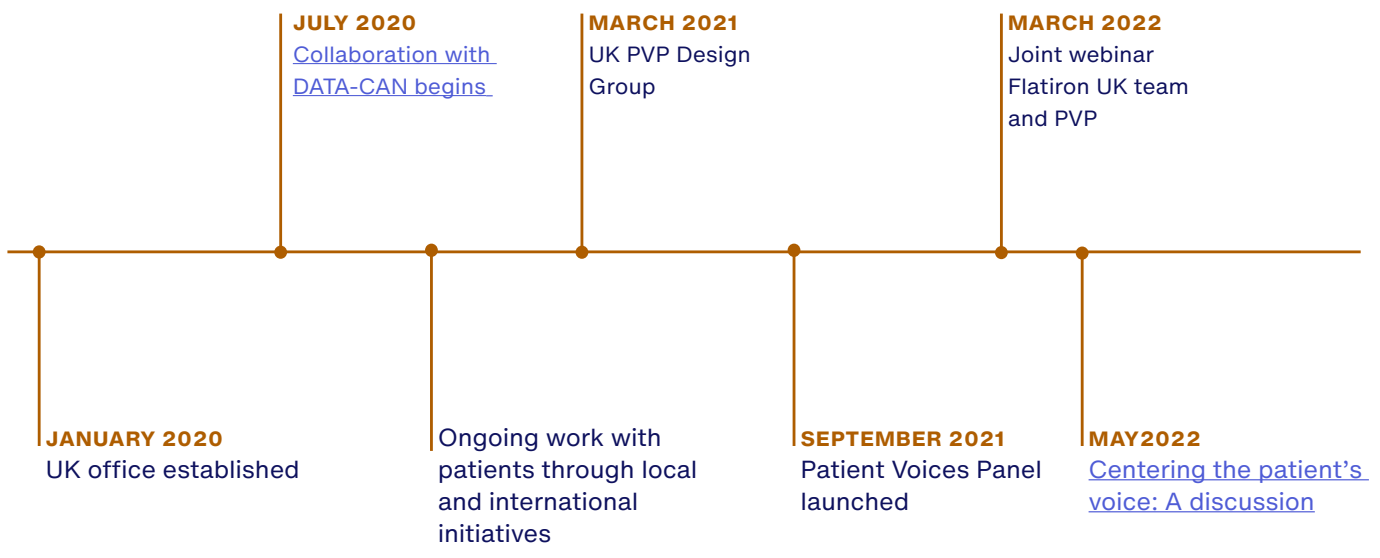 JULY 2020
Collaboration with
DATA-CAN begins
MARCH 2021
UK PVP Design
Group
MARCH 2022
Joint webinar
Flatiron UK team
and PVP
JANUARY 2020
UK office established
Ongoing work with
patients through local
and international
initiatives
SEPTEMBER 2021
Patient Voices Panel
launched
MAY2022
Centering the patient’s
voice: A discussion